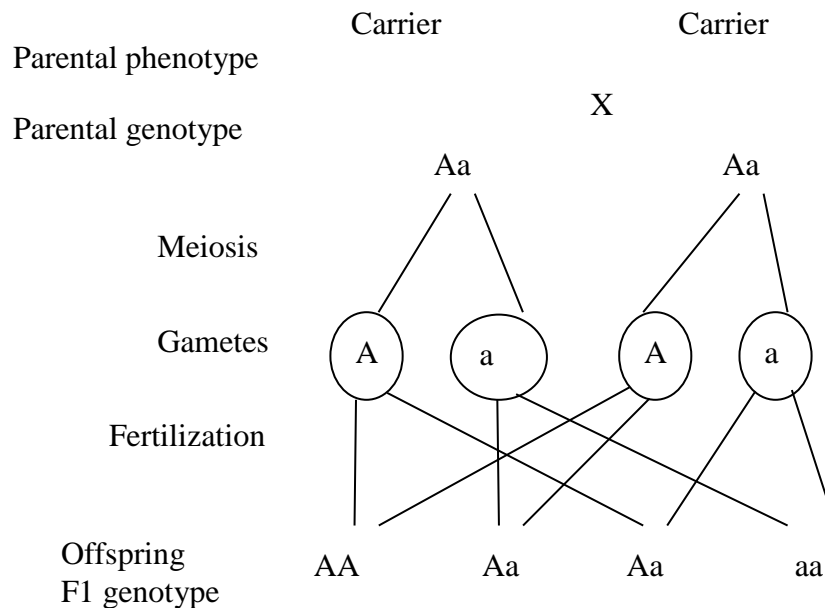 Carrier Carrier
Parental phenotype
X
Parental genotype
Aa Aa
Meiosis
Gametes A a A a
Fertilization
Offspring
AA Aa Aa aa
F1 genotype